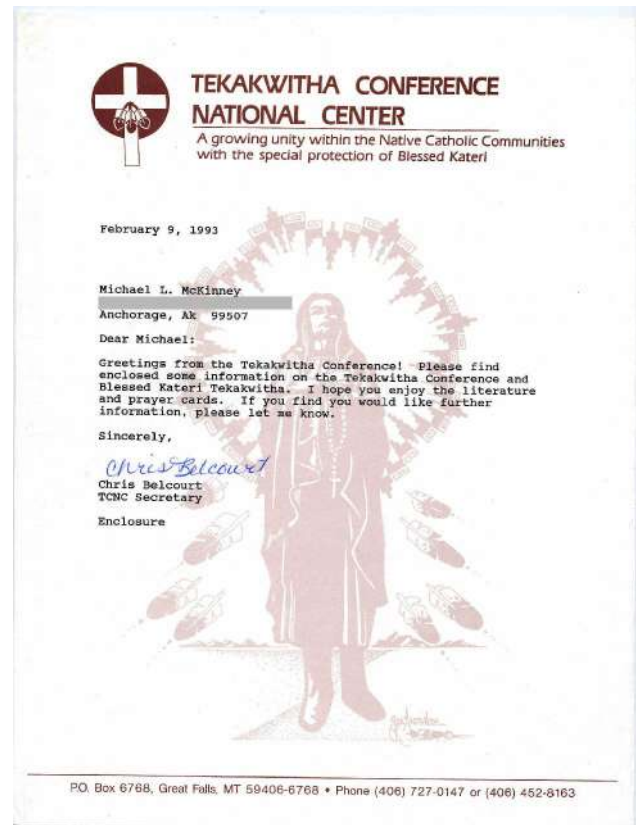 TEKAKWITHA CONFERENCE
NATIONAL CENTER
A growing unity within the Native Catholic Communities
with the special protection of Blessed Kateri
February 9, 1993
Michael L. McKinney
Anchorage, Ak 99507
Dear Michael:
Greetings from the Tekakwitha Conference! Please find
enclosed some information on the Tekakwitha Conference and
Blessed Kateri Tekakwitha. I hope you enjoy the literature
and prayer cards. If you find you would like further
information, please let me know.
Sincerely,
Chris Belcourt
Chris Belcourt
TCNC Secretary
Enclosure
P.O. Box 6768, Great Falls, MT 59406-6768 • Phone (406) 727-0147 or (406) 452-8163